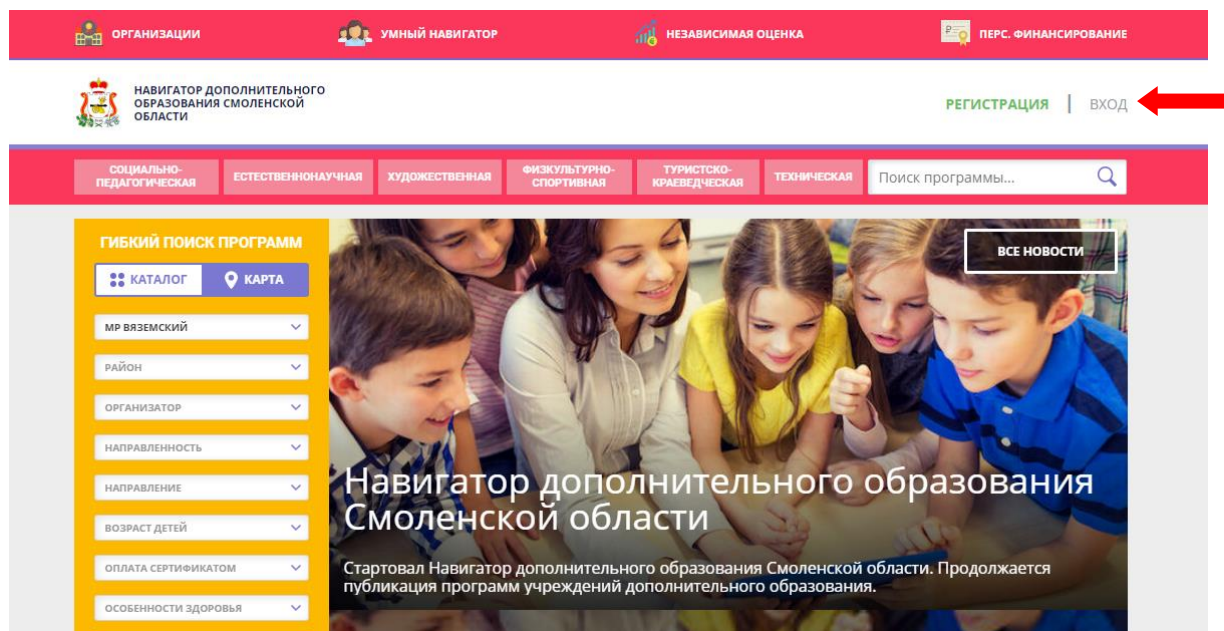 ОРГАНИЗАЦИИ
УМНЫЙ НАВИГАТОР
НЕЗАВИСИМАЯ ОЦЕНКА
ПЕРС. ФИНАНСИРОВАНИЕ
НАВИГАТОР ДОПОЛНИТЕЛЬНОГО
ОБРАЗОВАНИЯ СМОЛЕНСКОЙ
ОБЛАСТИ
РЕГИСТРАЦИЯ | ВХОД
СОЦИАЛЬНО-
ПЕДАГОГИЧЕСКАЯ
ЕСТЕСТВЕННОНАУЧНАЯ
ХУДОЖЕСТВЕННАЯ
ФИЗКУЛЬТУРНО-
СПОРТИВНАЯ
ТУРИСТСКО-
КРАЕВЕДЧЕСКАЯ
ТЕХНИЧЕСКАЯ
Поиск программы...
ГИБКИЙ ПОИСК ПРОГРАММ
КАТАЛОГ
КАРТА
МР ВЯЗЕМСКИЙ
РАЙОН
ОРГАНИЗАТОР
НАПРАВЛЕННОСТЬ
НАПРАВЛЕНИЕ
ВОЗРАСТ ДЕТЕЙ
ОПЛАТА СЕРТИФИКАТОМ
ОСОБЕННОСТИ ЗДОРОВЬЯ
ВСЕ НОВОСТИ
Навигатор дополнительного образования
Смоленской области
Стартовал Навигатор дополнительного образования Смоленской области. Продолжается
публикация программ учреждений дополнительного образования.